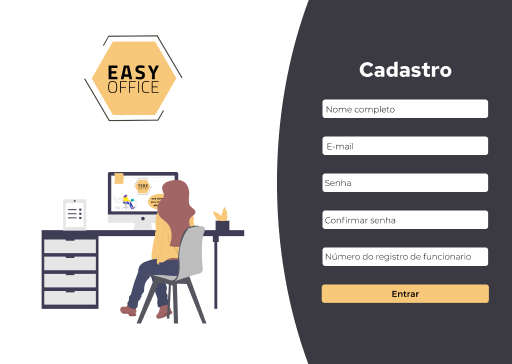 EASY
OFFICE
Cadastro
Nome completo
E-mail
Senha
Confirmar senha
Número do registro de funcionario
Entrar